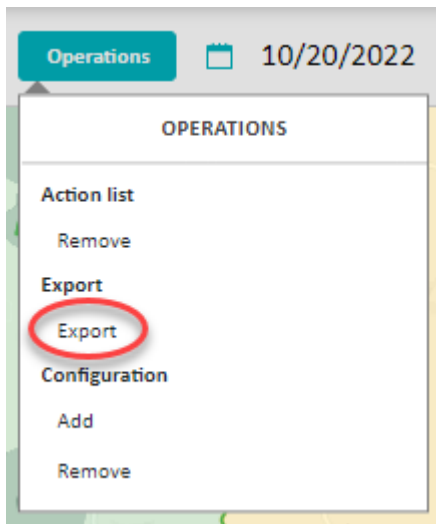 Operations 10/20/2022
OPERATIONS
Action list
Remove
Export
Export
Configuration
Add
Remove